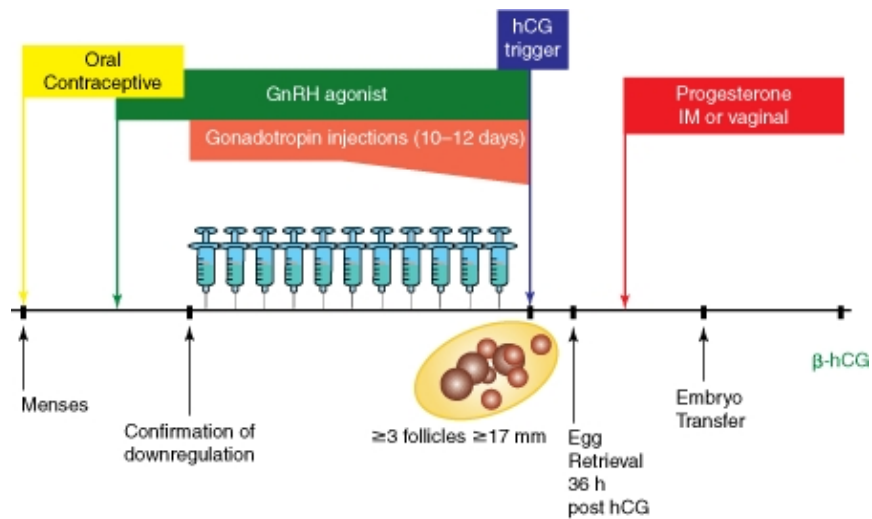 hCG
trigger
Oral
Contraceptive
GnRH agonist
Progesterone
IM or vaginal
Gonadotropin injections (10–12 days)
β-hCG
Menses
Confirmation of
downregulation
≥3 follicles ≥17 mm
Egg
Retrieval
36 h
post hCG
Embryo
Transfer